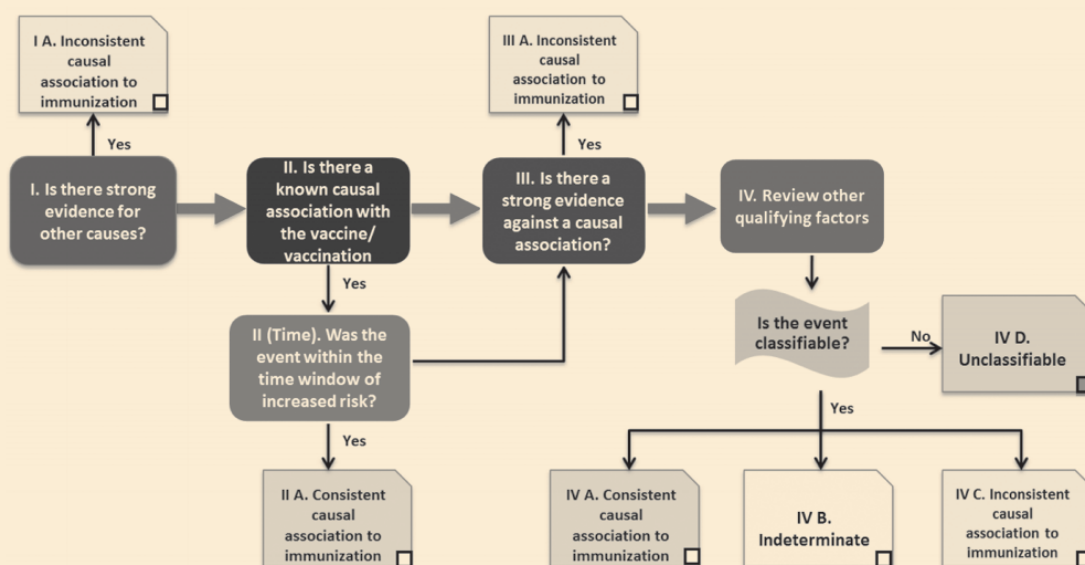 I A. Inconsistent
causal
association to
immunization
III A. Inconsistent
causal
association to
immunization
Yes
Yes
I. Is there strong
evidence for
other causes?
II. Is there a
known causal
association with
the vaccine/
vaccination
III. Is there a
strong evidence
against a causal
association?
IV. Review other
qualifying factors
Yes
II (Time). Was the
event within the
time window of
increased risk?
Is the event
classifiable?
No
IV D.
Unclassifiable
Yes
Yes
II A. Consistent
causal
association to
immunization
IV A. Consistent
causal
association to
immunization
IV B.
Indeterminate
IV C. Inconsistent
causal
association to
immunization